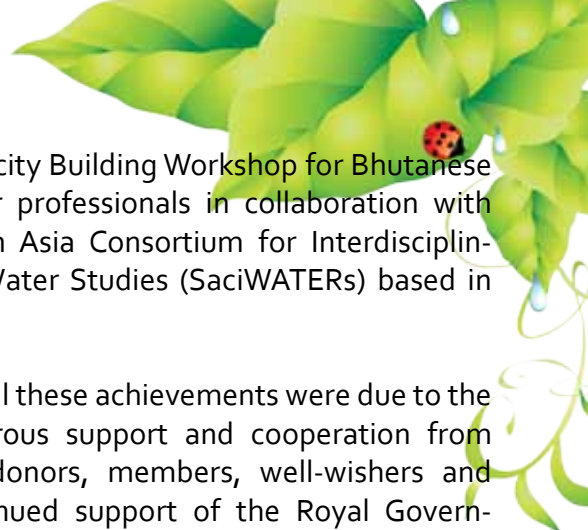 city Building Workshop for Bhutanese
r professionals in collaboration with
n Asia Consortium for Interdisciplin-
Water Studies (SaciWATERs) based in
l these achievements were due to the
rous support and cooperation from
donors, members, well-wishers and
nued support of the Royal Govern-